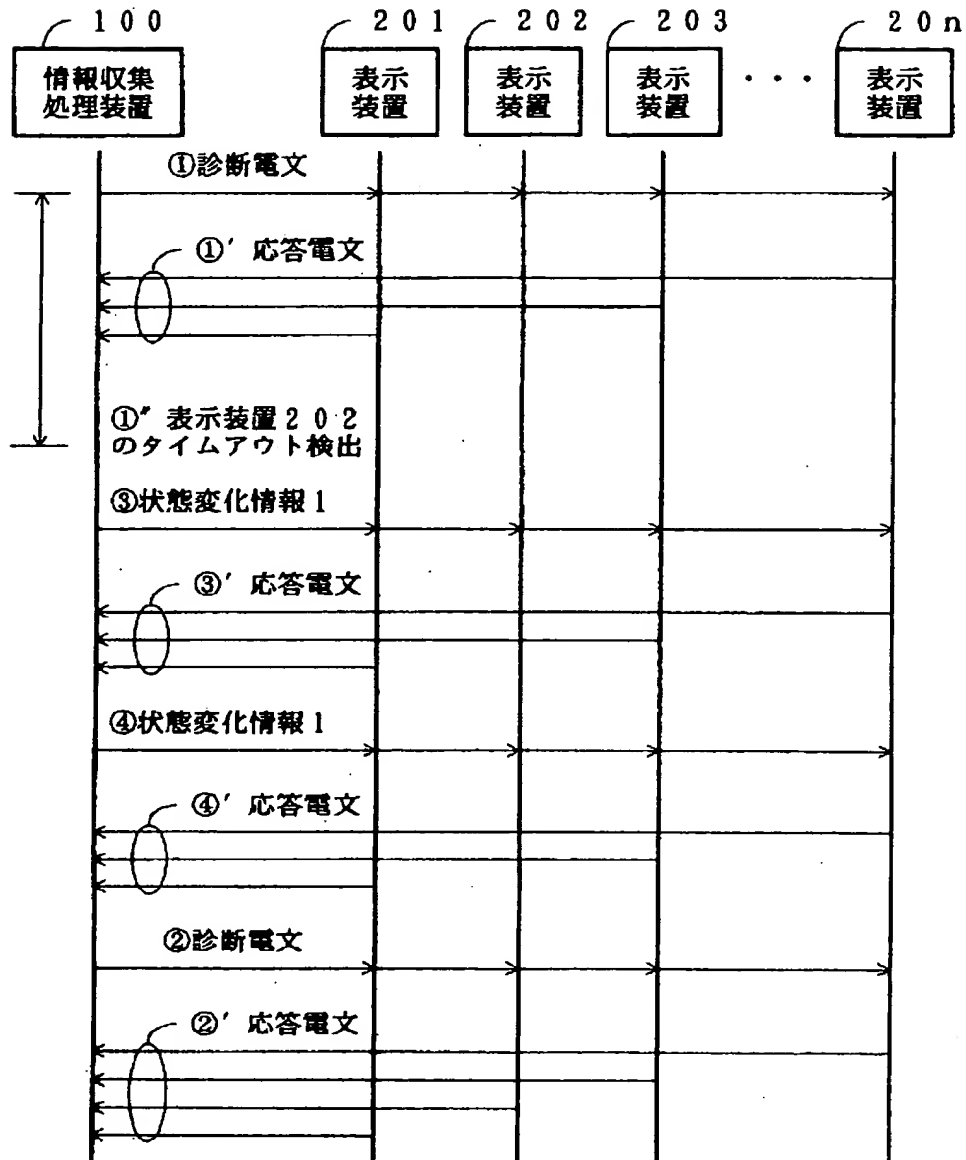 100
201
202
203
20n
情報収集
処理装置
表示
装置
表示
装置
表示
装置
・・・
表示
装置
①診断電文
①′応答電文
①″表示装置202
のタイムアウト検出
③状態変化情報1
③′応答電文
④状態変化情報1
④′応答電文
②診断電文
②′応答電文